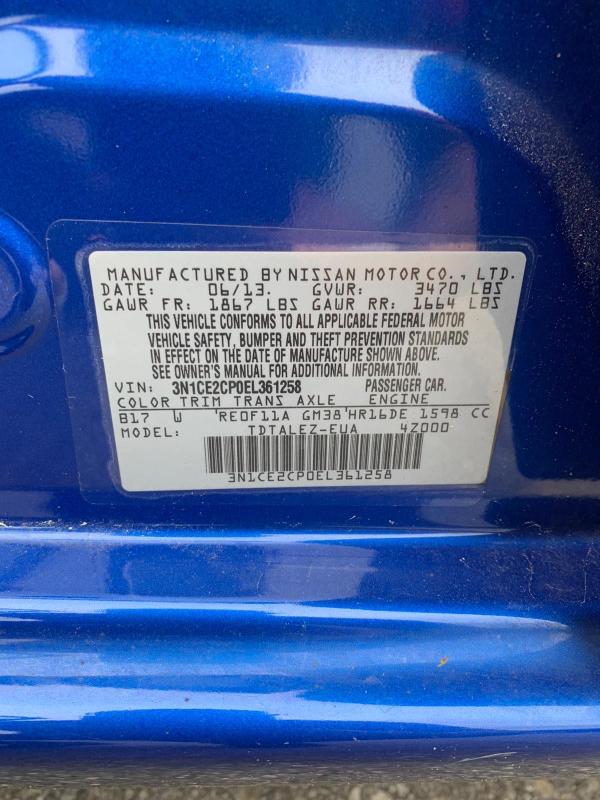 MANUFACTURED BY NISSAN MOTOR CO., LTD.
DATE: 06/13. GVWR: 3470 LBS
GAWR FR: 1867 LBS GAWR RR: 1664 LBS
THIS VEHICLE CONFORMS TO ALL APPLICABLE FEDERAL MOTOR
VEHICLE SAFETY, BUMPER AND THEFT PREVENTION STANDARDS
IN EFFECT ON THE DATE OF MANUFACTURE SHOWN ABOVE.
SEE OWNER'S MANUAL FOR ADDITIONAL INFORMATION.
VIN: 3N1CE2CP0EL361258 PASSENGER CAR.
COLOR TRIM TRANS AXLE ENGINE
B17 W 'RE0F11A GM38'HR16DE 1598 CC
MODEL: TDTALEZ-EUA 4Z000
3N1CE2CP0EL361258